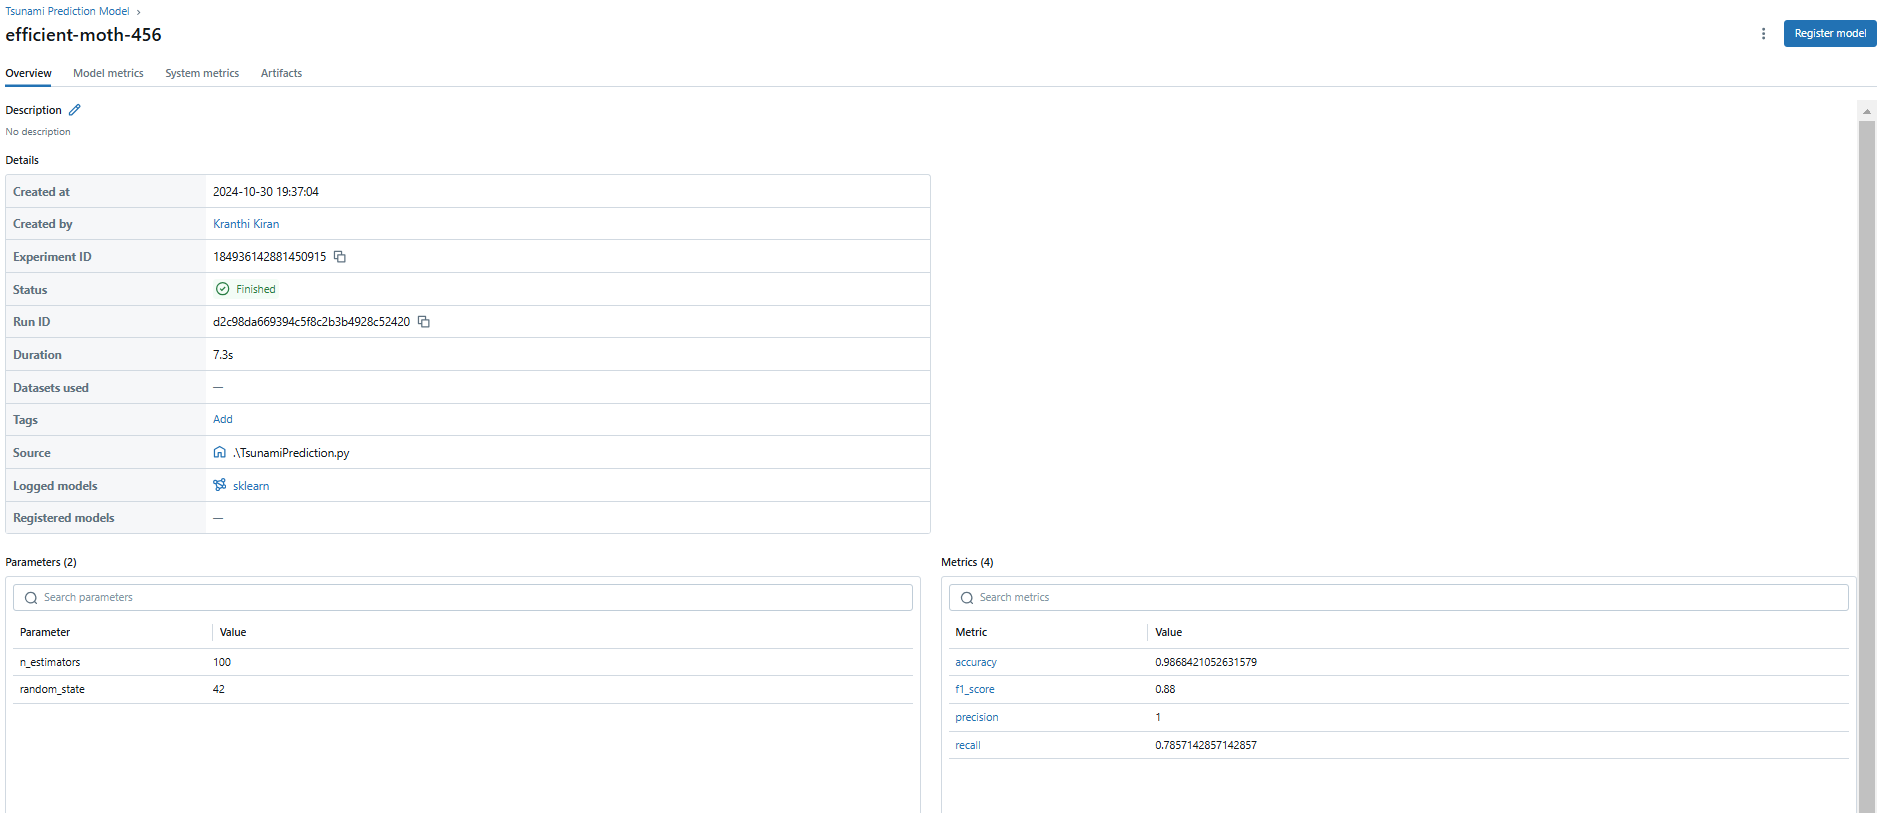 Tsunami Prediction Model ›
efficient-moth-456
Register model
Overview Model metrics System metrics Artifacts
Description
No description
Details
Created at 2024-10-30 19:37:04
Created by Kranthi Kiran
Experiment ID 184936142881450915
Status Finished
Run ID d2c98da669394c5f8c2b3b4928c52420
Duration 7.3s
Datasets used —
Tags Add
Source .\TsunamiPrediction.py
Logged models sklearn
Registered models —
Parameters (2)
Search parameters
Parameter Value
n_estimators 100
random_state 42
Metrics (4)
Search metrics
Metric Value
accuracy 0.9868421052631579
f1_score 0.88
precision 1
recall 0.7857142857142857